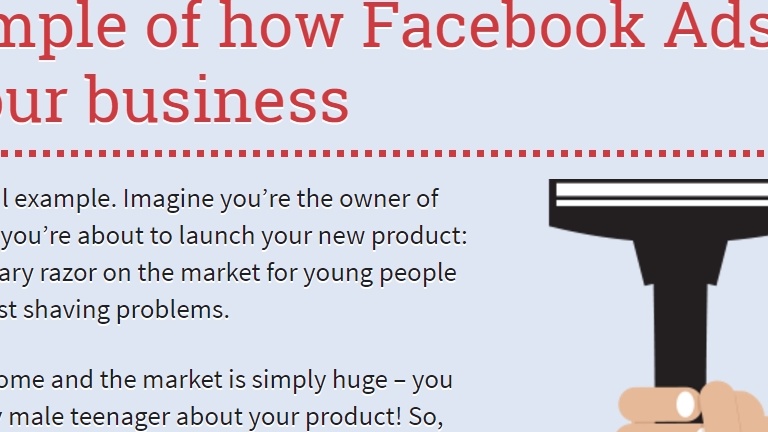 mple of how Facebook Ads
our business
l example. Imagine you’re the owner of
you’re about to launch your new product:
ary razor on the market for young people
st shaving problems.
ome and the market is simply huge – you
y male teenager about your product! So,